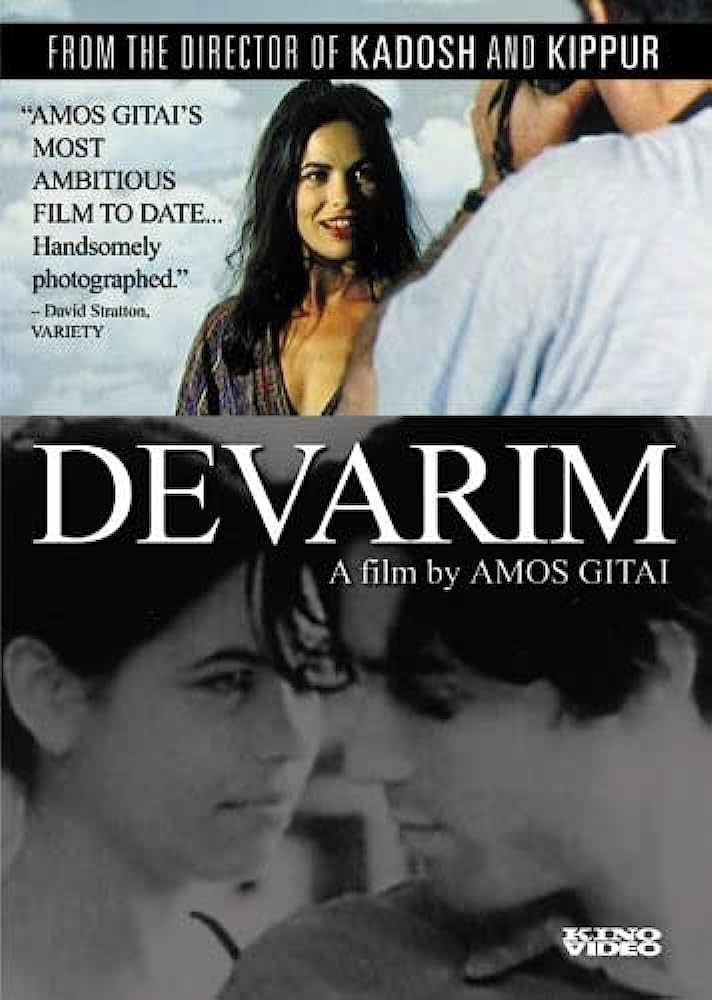 FROM THE DIRECTOR OF KADOSH AND KIPPUR
“AMOS GITAI’S
MOST
AMBITIOUS
FILM TO DATE...
Handsomely
photographed.”
– David Stratton,
VARIETY
DEVARIM
A film by AMOS GITAI
KINO
VIDEO